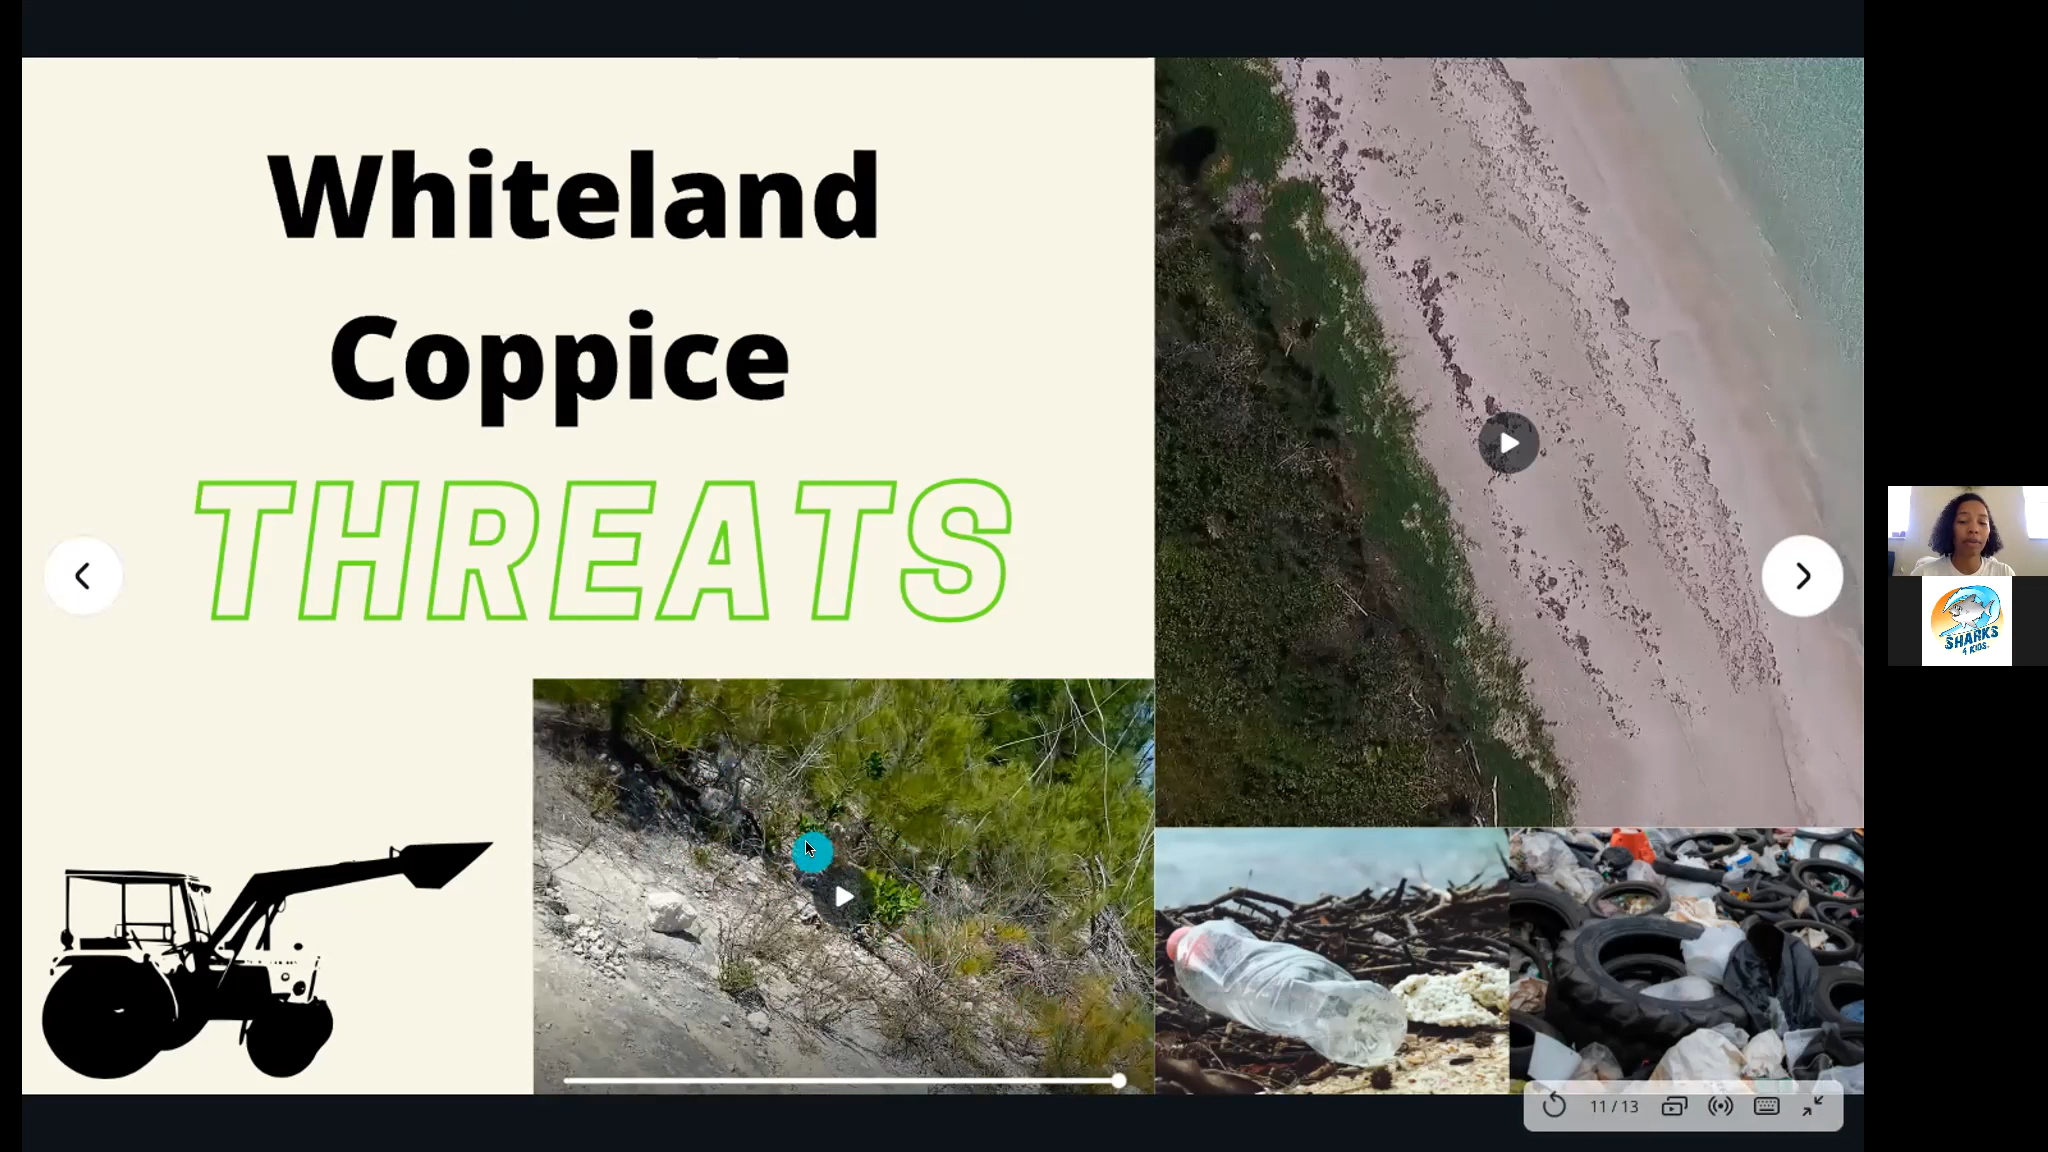 Whiteland
Coppice
THREATS
SHARKS
4 KIDS
11 / 13